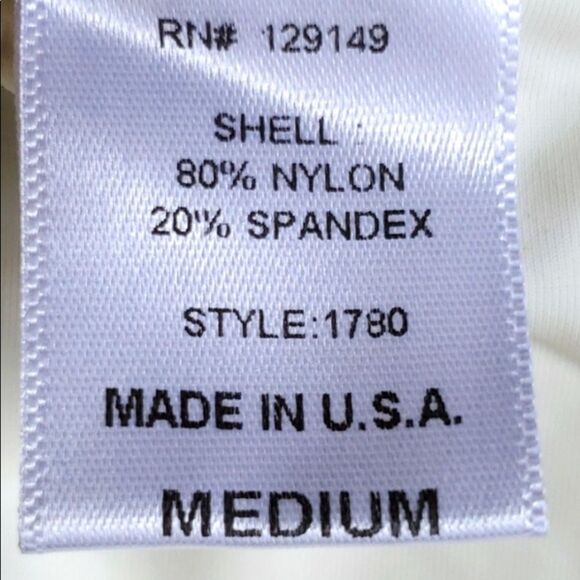 RN# 129149
SHELL :
80% NYLON
20% SPANDEX
STYLE:1780
MADE IN U.S.A.
MEDIUM